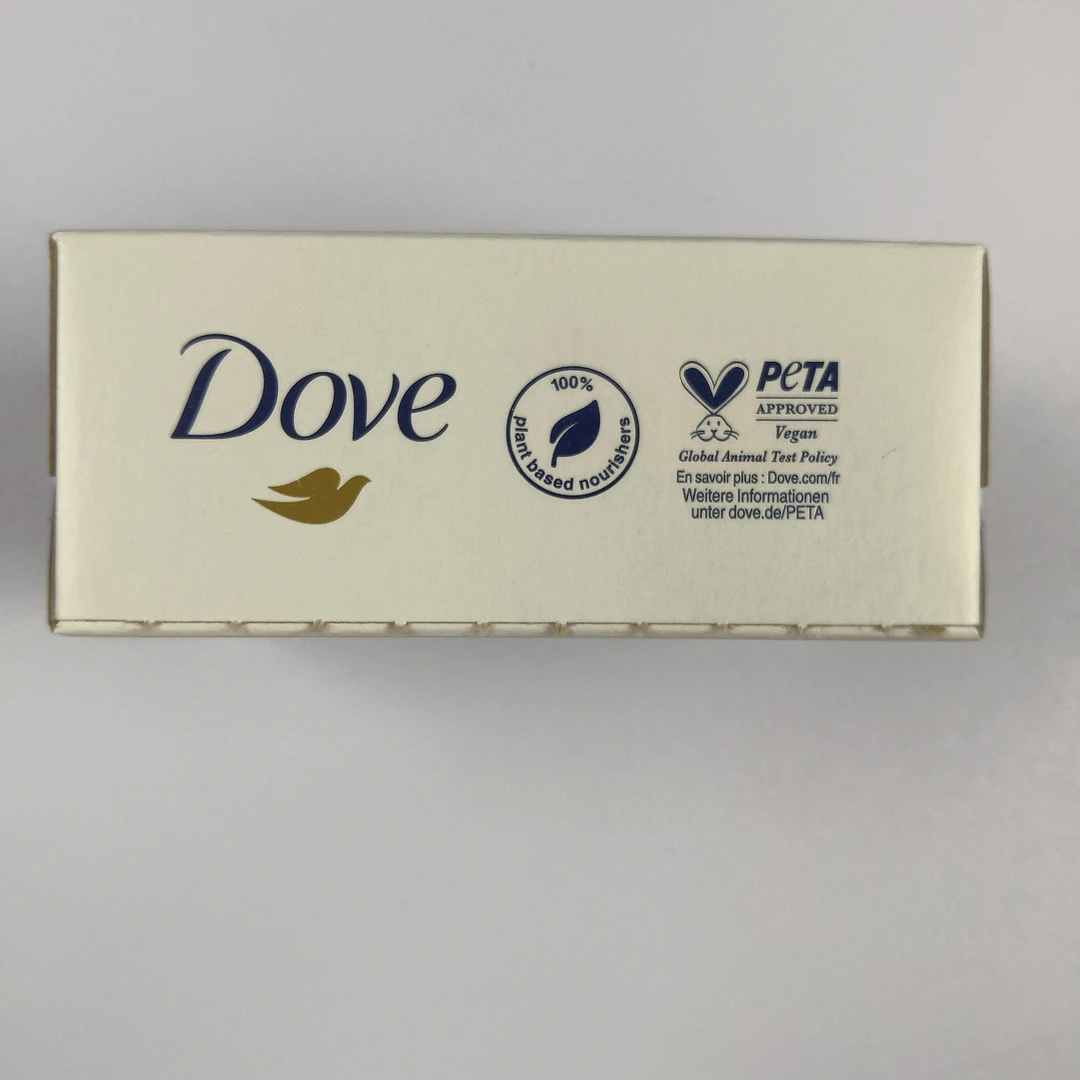 Dove
100%
plant based nourishers
PeTA
APPROVED
Vegan
Global Animal Test Policy
En savoir plus : Dove.com/fr
Weitere Informationen
unter dove.de/PETA